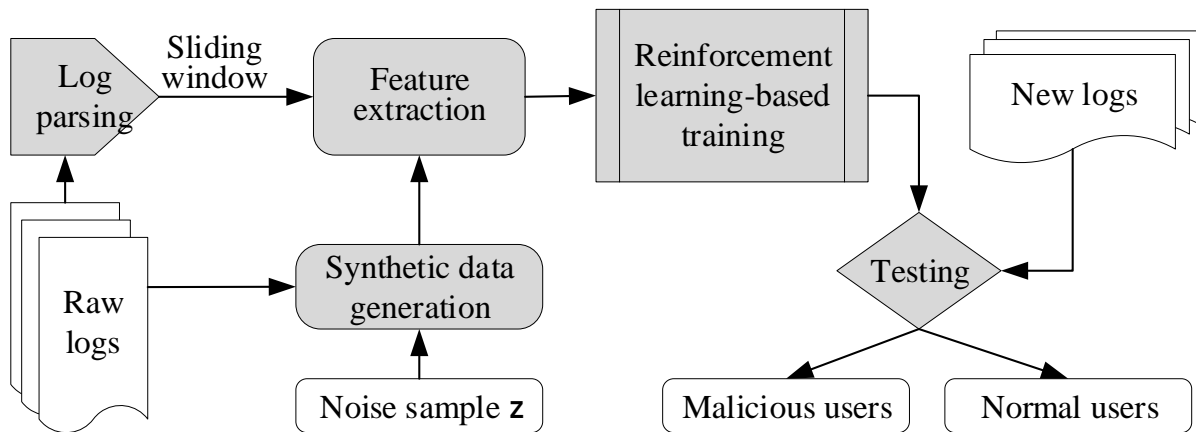 Log
parsing
Sliding
window
Feature
extraction
Reinforcement
learning-based
training
New logs
Raw
logs
Synthetic data
generation
Testing
Noise sample z
Malicious users
Normal users